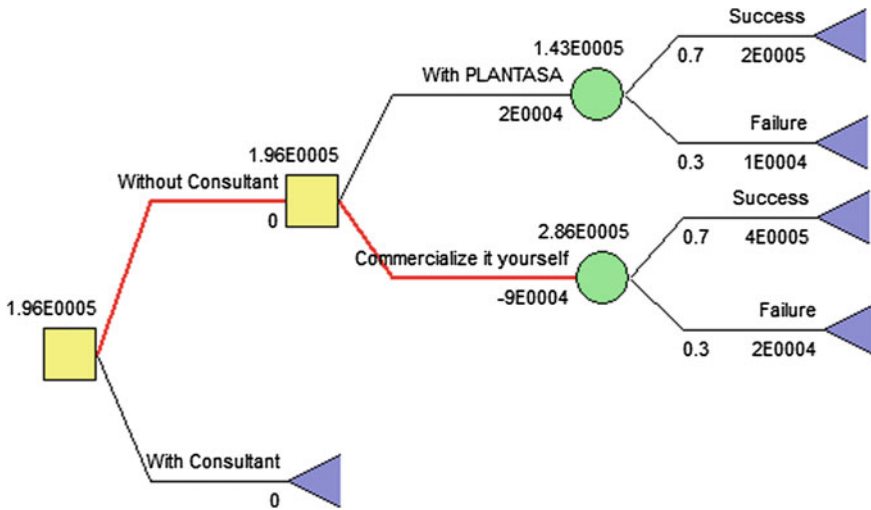 Success
1.43E0005
0.7 2E0005
With PLANTASA
2E0004
Failure
0.3 1E0004
1.96E0005
Without Consultant
0
Success
2.86E0005
0.7 4E0005
Commercialize it yourself
-9E0004
Failure
0.3 2E0004
1.96E0005
With Consultant
0